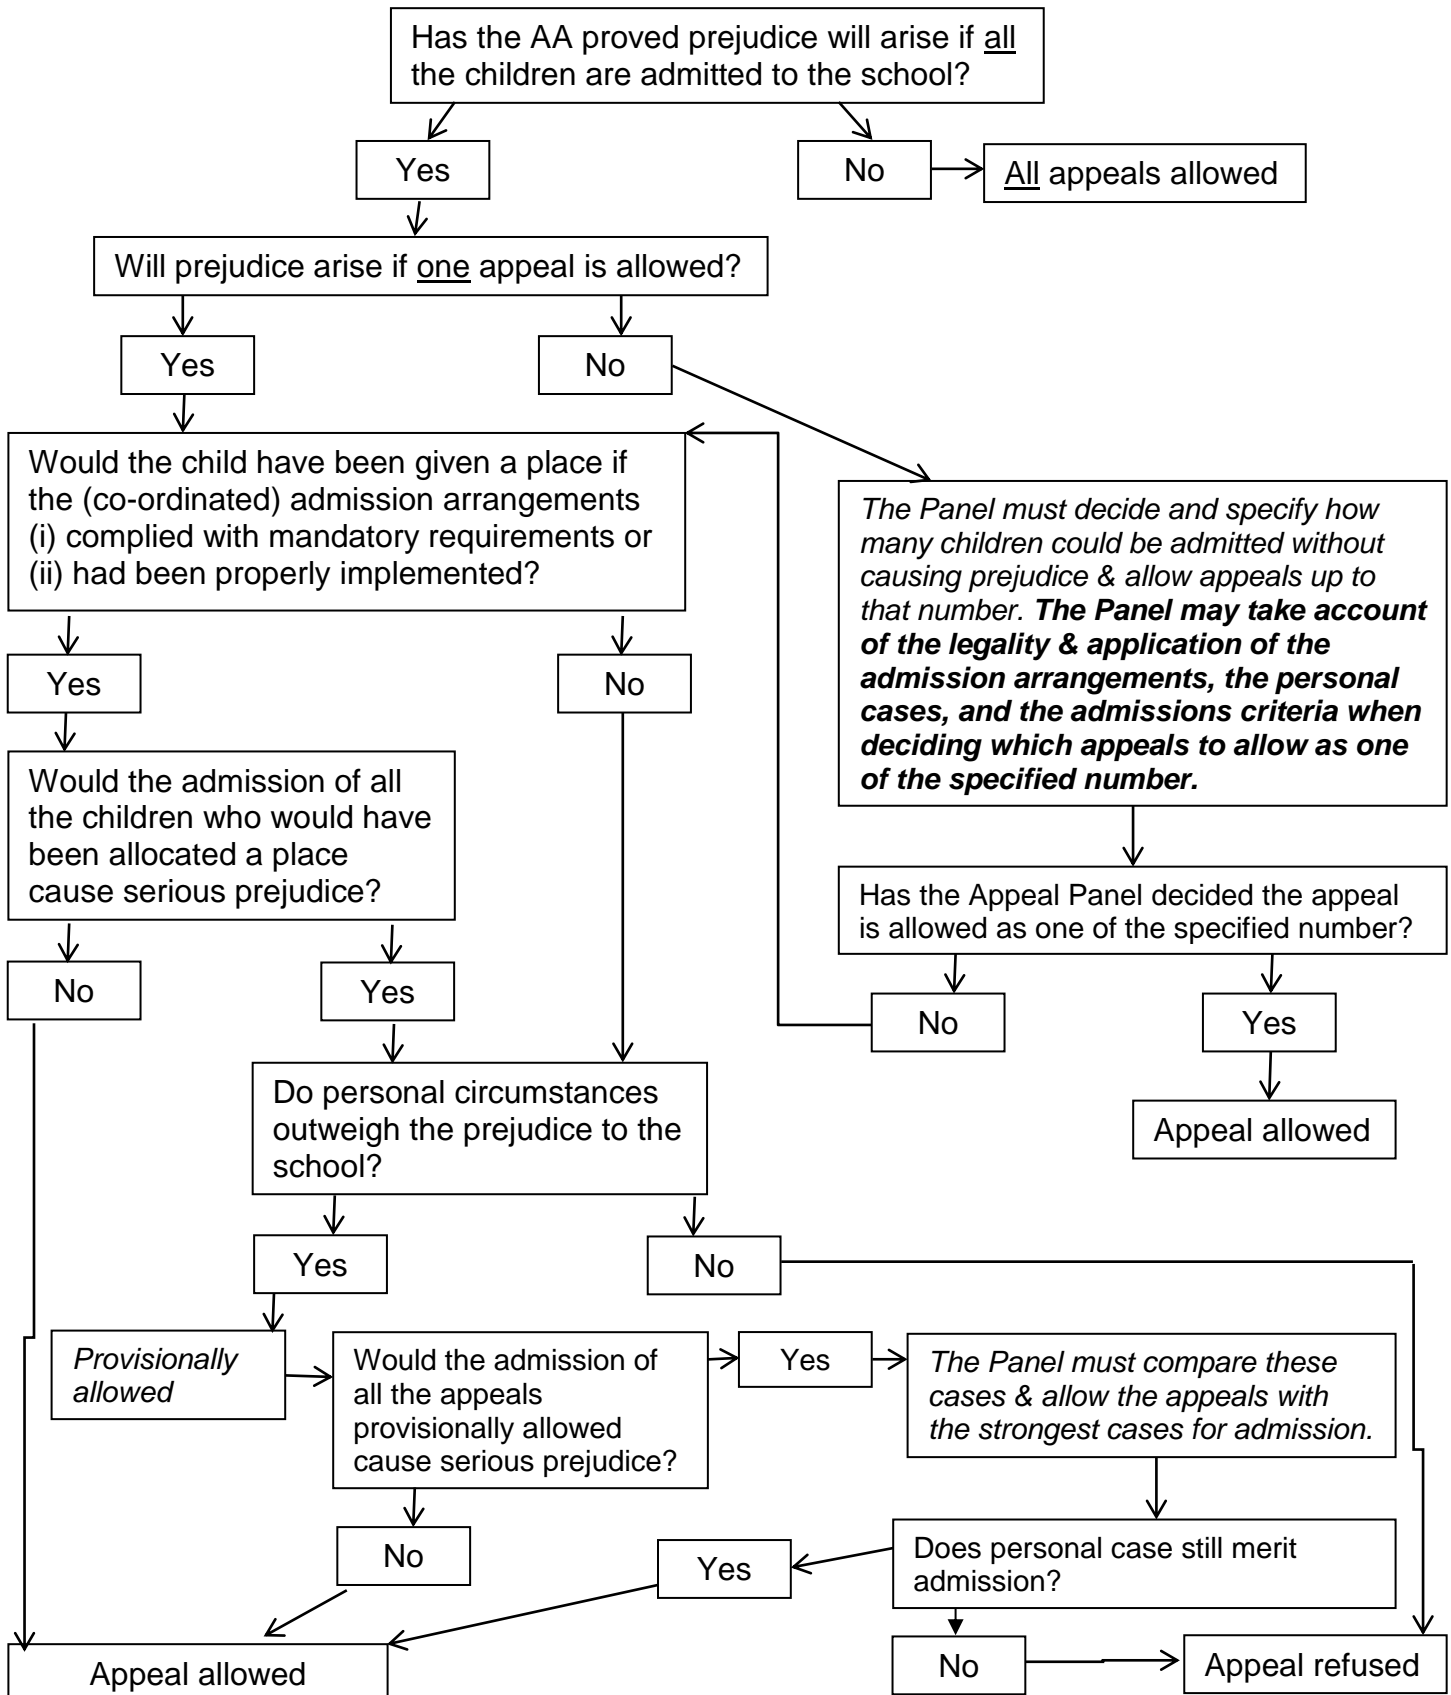 Has the AA proved prejudice will arise if all
the children are admitted to the school?
Yes
No
All appeals allowed
Will prejudice arise if one appeal is allowed?
Yes
No
Would the child have been given a place if
the (co-ordinated) admission arrangements
(i) complied with mandatory requirements or
(ii) had been properly implemented?
The Panel must decide and specify how
many children could be admitted without
causing prejudice & allow appeals up to
that number. The Panel may take account
of the legality & application of the
admission arrangements, the personal
cases, and the admissions criteria when
deciding which appeals to allow as one
of the specified number.
Yes
No
Would the admission of all
the children who would have
been allocated a place
cause serious prejudice?
Has the Appeal Panel decided the appeal
is allowed as one of the specified number?
No
Yes
No
Yes
Do personal circumstances
outweigh the prejudice to the
school?
Appeal allowed
Yes
No
Provisionally
allowed
Would the admission of
all the appeals
provisionally allowed
cause serious prejudice?
Yes
The Panel must compare these
cases & allow the appeals with
the strongest cases for admission.
No
Yes
Does personal case still merit
admission?
Appeal allowed
No
Appeal refused